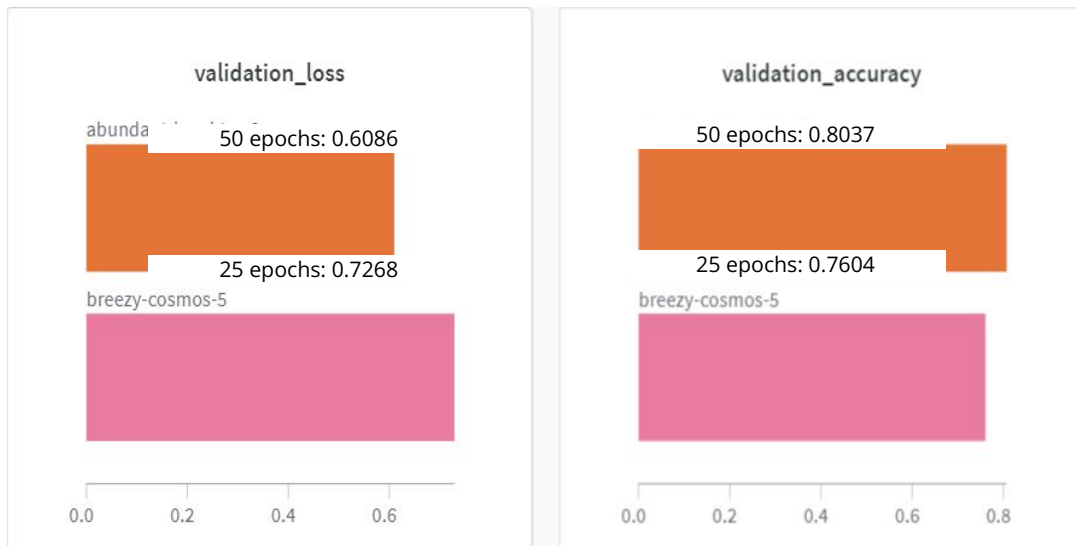 validation_loss
50 epochs: 0.6086
25 epochs: 0.7268
breezy-cosmos-5
0.0 0.2 0.4 0.6
validation_accuracy
50 epochs: 0.8037
25 epochs: 0.7604
breezy-cosmos-5
0.0 0.2 0.4 0.6 0.8